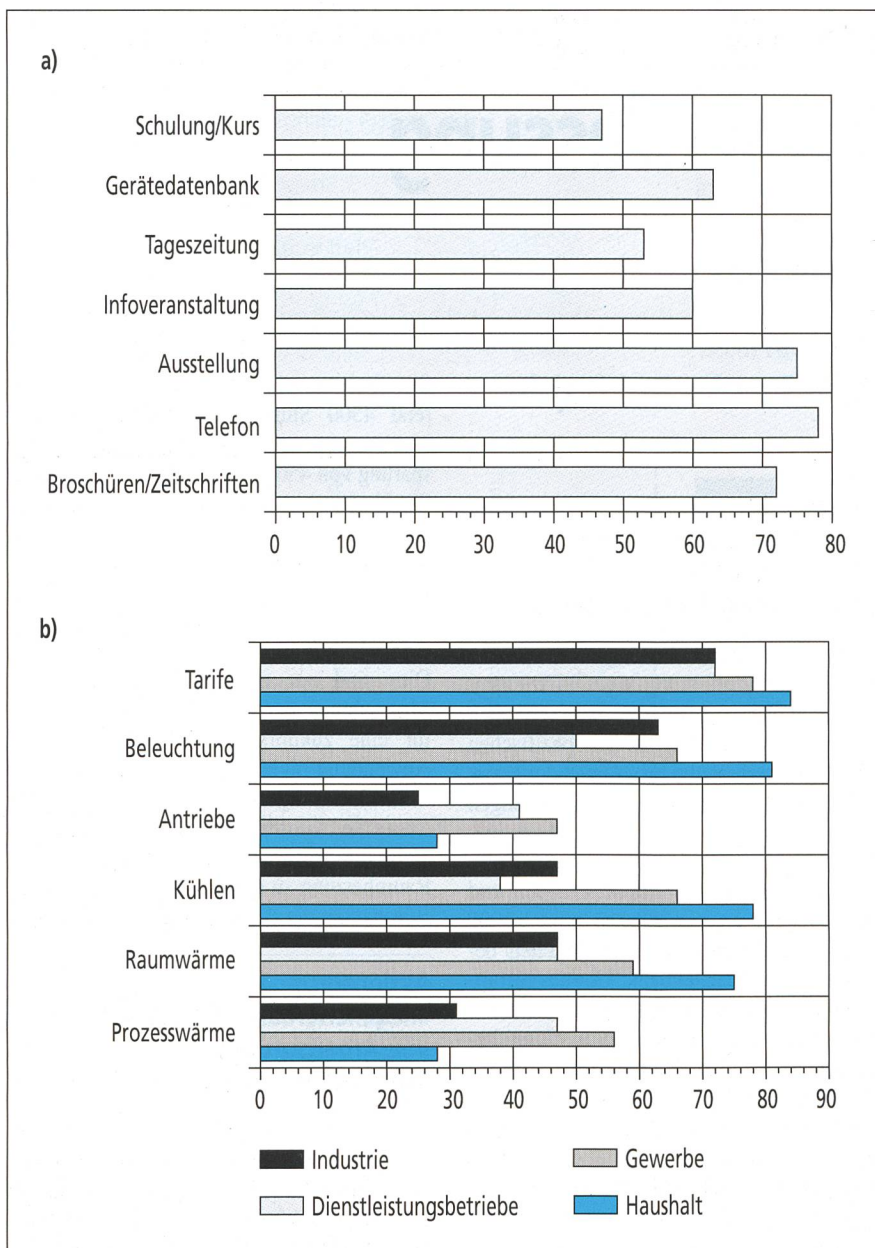 a)
Schulung/Kurs
Gerätedatenbank
Tageszeitung
Infoveranstaltung
Ausstellung
Telefon
Broschüren/Zeitschriften
0 10 20 30 40 50 60 70 80
b)
Tarife
Beleuchtung
Antriebe
Kühlen
Raumwärme
Prozesswärme
0 10 20 30 40 50 60 70 80 90
Industrie Gewerbe
Dienstleistungsbetriebe Haushalt